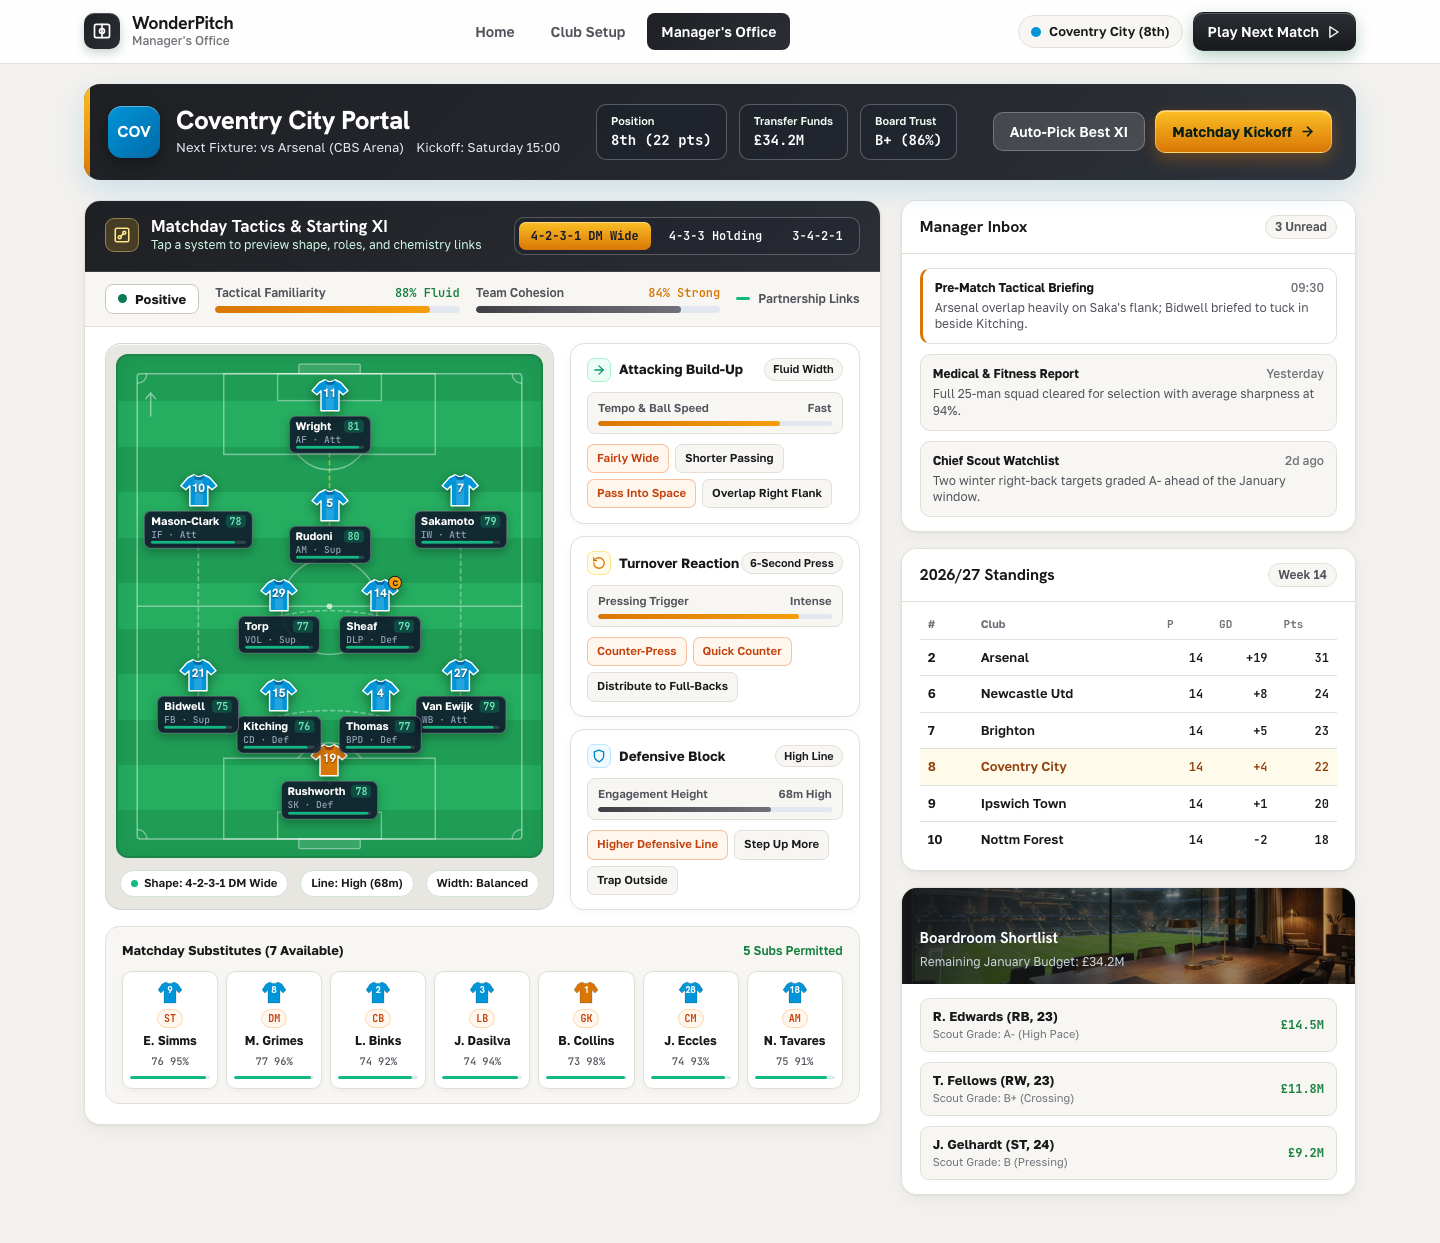 WonderPitch
Manager's Office
Home
Club Setup
Manager's Office
Coventry City (8th)
Play Next Match
COV
Coventry City Portal
Next Fixture: vs Arsenal (CBS Arena) Kickoff: Saturday 15:00
Position
8th (22 pts)
Transfer Funds
£34.2M
Board Trust
B+ (86%)
Auto-Pick Best XI
Matchday Kickoff
Matchday Tactics & Starting XI
Tap a system to preview shape, roles, and chemistry links
4-2-3-1 DM Wide
4-3-3 Holding
3-4-2-1
Positive
Tactical Familiarity
88% Fluid
Team Cohesion
84% Strong
Partnership Links
11
Wright 81
AF · Att
10
Mason-Clark 78
IF · Att
5
Rudoni 80
AM · Sup
7
Sakamoto 79
IW · Att
29
Torp 77
VOL · Sup
14
C
Sheaf 79
DLP · Def
21
Bidwell 75
FB · Sup
15
Kitching 76
CD · Def
4
Thomas 77
BPD · Def
27
Van Ewijk 79
WB · Att
19
Rushworth 78
SK · Def
Shape: 4-2-3-1 DM Wide
Line: High (68m)
Width: Balanced
Attacking Build-Up
Fluid Width
Tempo & Ball Speed
Fast
Fairly Wide
Shorter Passing
Pass Into Space
Overlap Right Flank
Turnover Reaction
6-Second Press
Pressing Trigger
Intense
Counter-Press
Quick Counter
Distribute to Full-Backs
Defensive Block
High Line
Engagement Height
68m High
Higher Defensive Line
Step Up More
Trap Outside
Matchday Substitutes (7 Available)
5 Subs Permitted
9
ST
E. Simms
76 95%
8
DM
M. Grimes
77 96%
2
CB
L. Binks
74 92%
3
LB
J. Dasilva
74 94%
1
GK
B. Collins
73 98%
28
CM
J. Eccles
74 93%
18
AM
N. Tavares
75 91%
Manager Inbox
3 Unread
Pre-Match Tactical Briefing
09:30
Arsenal overlap heavily on Saka's flank; Bidwell briefed to tuck in
beside Kitching.
Medical & Fitness Report
Yesterday
Full 25-man squad cleared for selection with average sharpness at
94%.
Chief Scout Watchlist
2d ago
Two winter right-back targets graded A- ahead of the January
window.
2026/27 Standings
Week 14
# Club P GD Pts
2 Arsenal 14 +19 31
6 Newcastle Utd 14 +8 24
7 Brighton 14 +5 23
8 Coventry City 14 +4 22
9 Ipswich Town 14 +1 20
10 Nottm Forest 14 -2 18
Boardroom Shortlist
Remaining January Budget: £34.2M
R. Edwards (RB, 23)
Scout Grade: A- (High Pace)
£14.5M
T. Fellows (RW, 23)
Scout Grade: B+ (Crossing)
£11.8M
J. Gelhardt (ST, 24)
Scout Grade: B (Pressing)
£9.2M